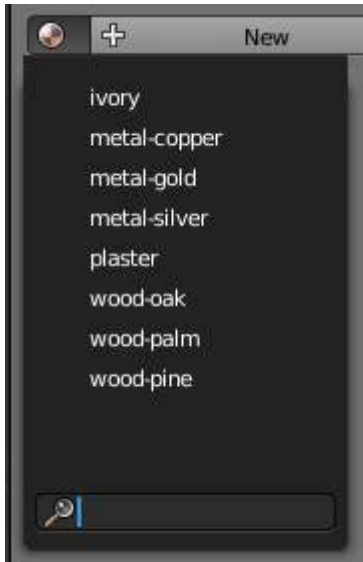 New
ivory
metal-copper
metal-gold
metal-silver
plaster
wood-oak
wood-palm
wood-pine